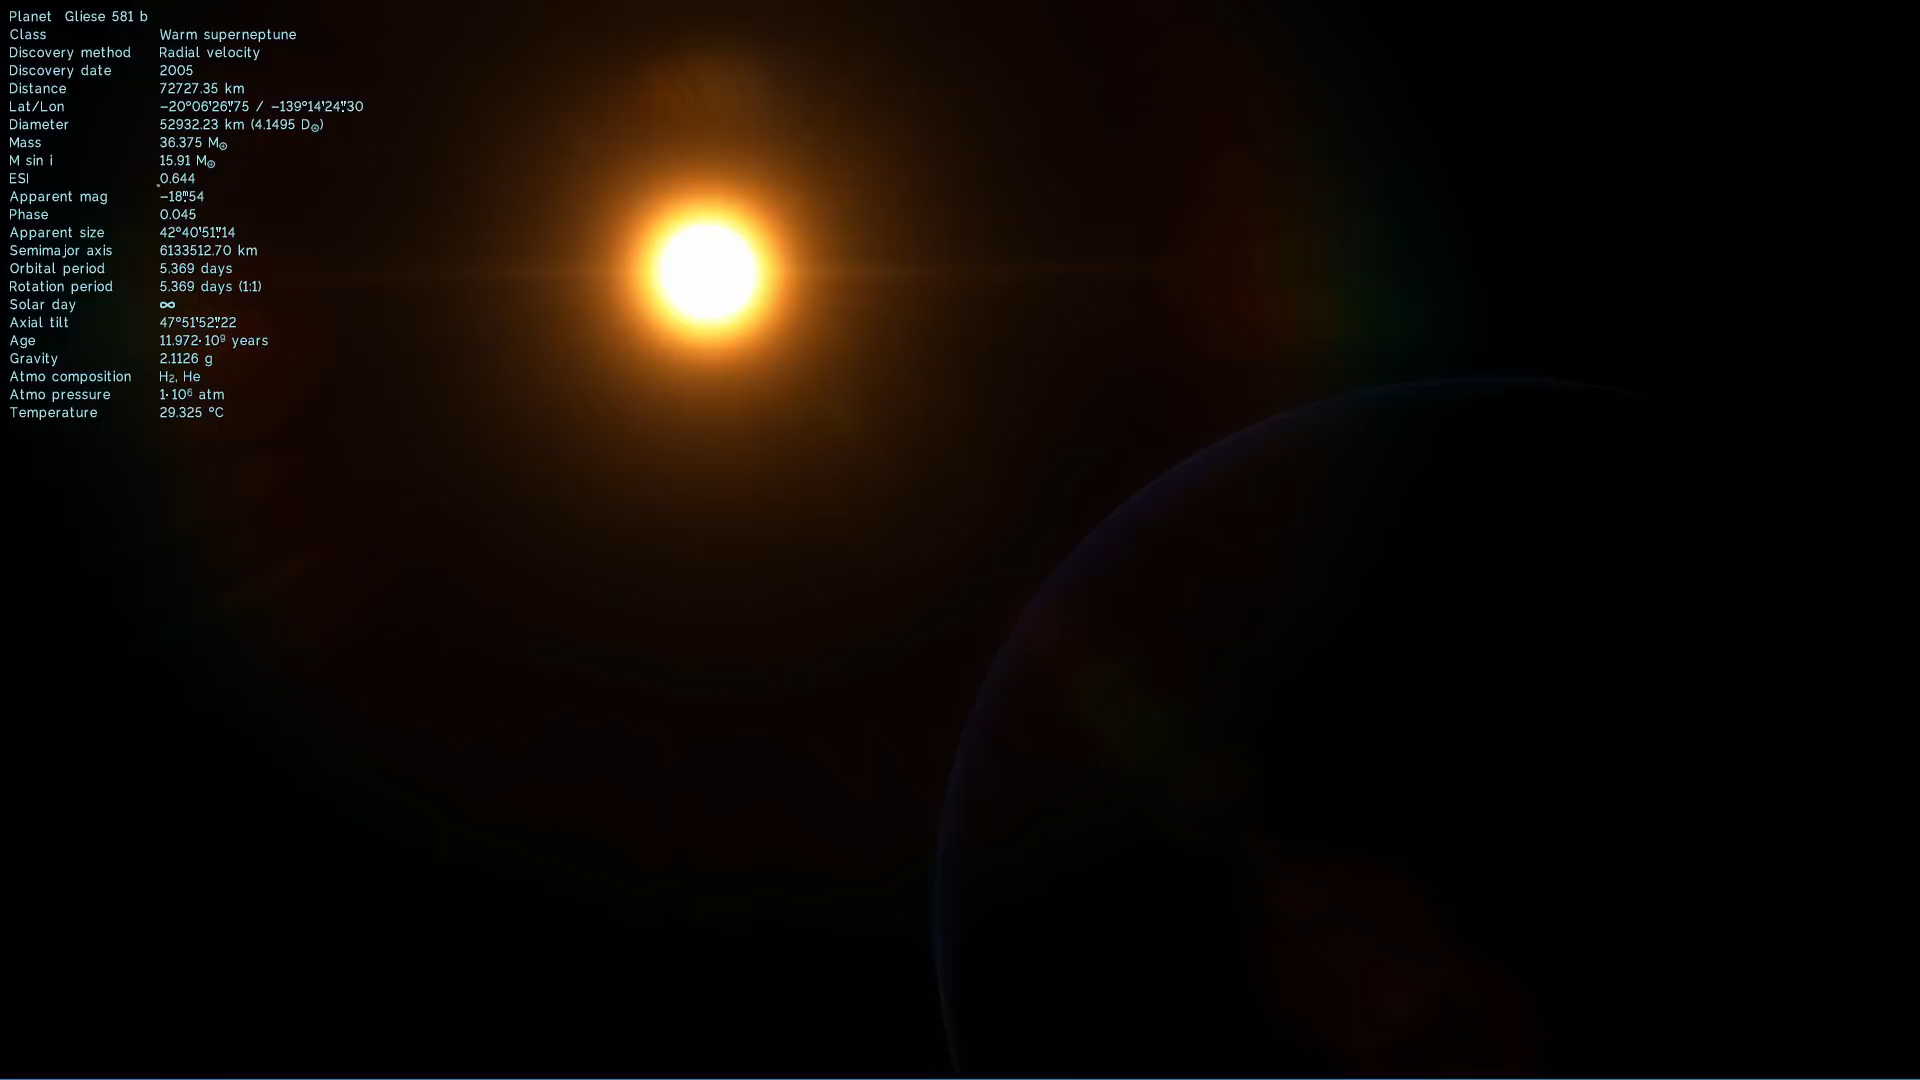 Planet Gliese 581 b
Class Warm superneptune
Discovery method Radial velocity
Discovery date 2005
Distance 72727.35 km
Lat/Lon −20°06'26."75 / −139°14'24."30
Diameter 52932.23 km (4.1495 D⊕)
Mass 36.375 M⊕
M sin i 15.91 M⊕
ESI 0.644
Apparent mag −18.ᵐ54
Phase 0.045
Apparent size 42°40'51."14
Semimajor axis 6133512.70 km
Orbital period 5.369 days
Rotation period 5.369 days (1:1)
Solar day ∞
Axial tilt 47°51'52."22
Age 11.972·10⁹ years
Gravity 2.1126 g
Atmo composition H₂, He
Atmo pressure 1·10⁶ atm
Temperature 29.325 °C